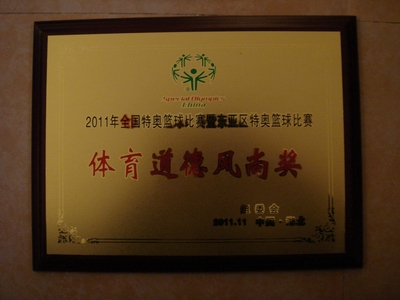 Special Olympics
China
2011年全国特奥篮球比赛暨东亚区特奥篮球比赛
体育道德风尚奖
组委会
2011.11 中国·湖北